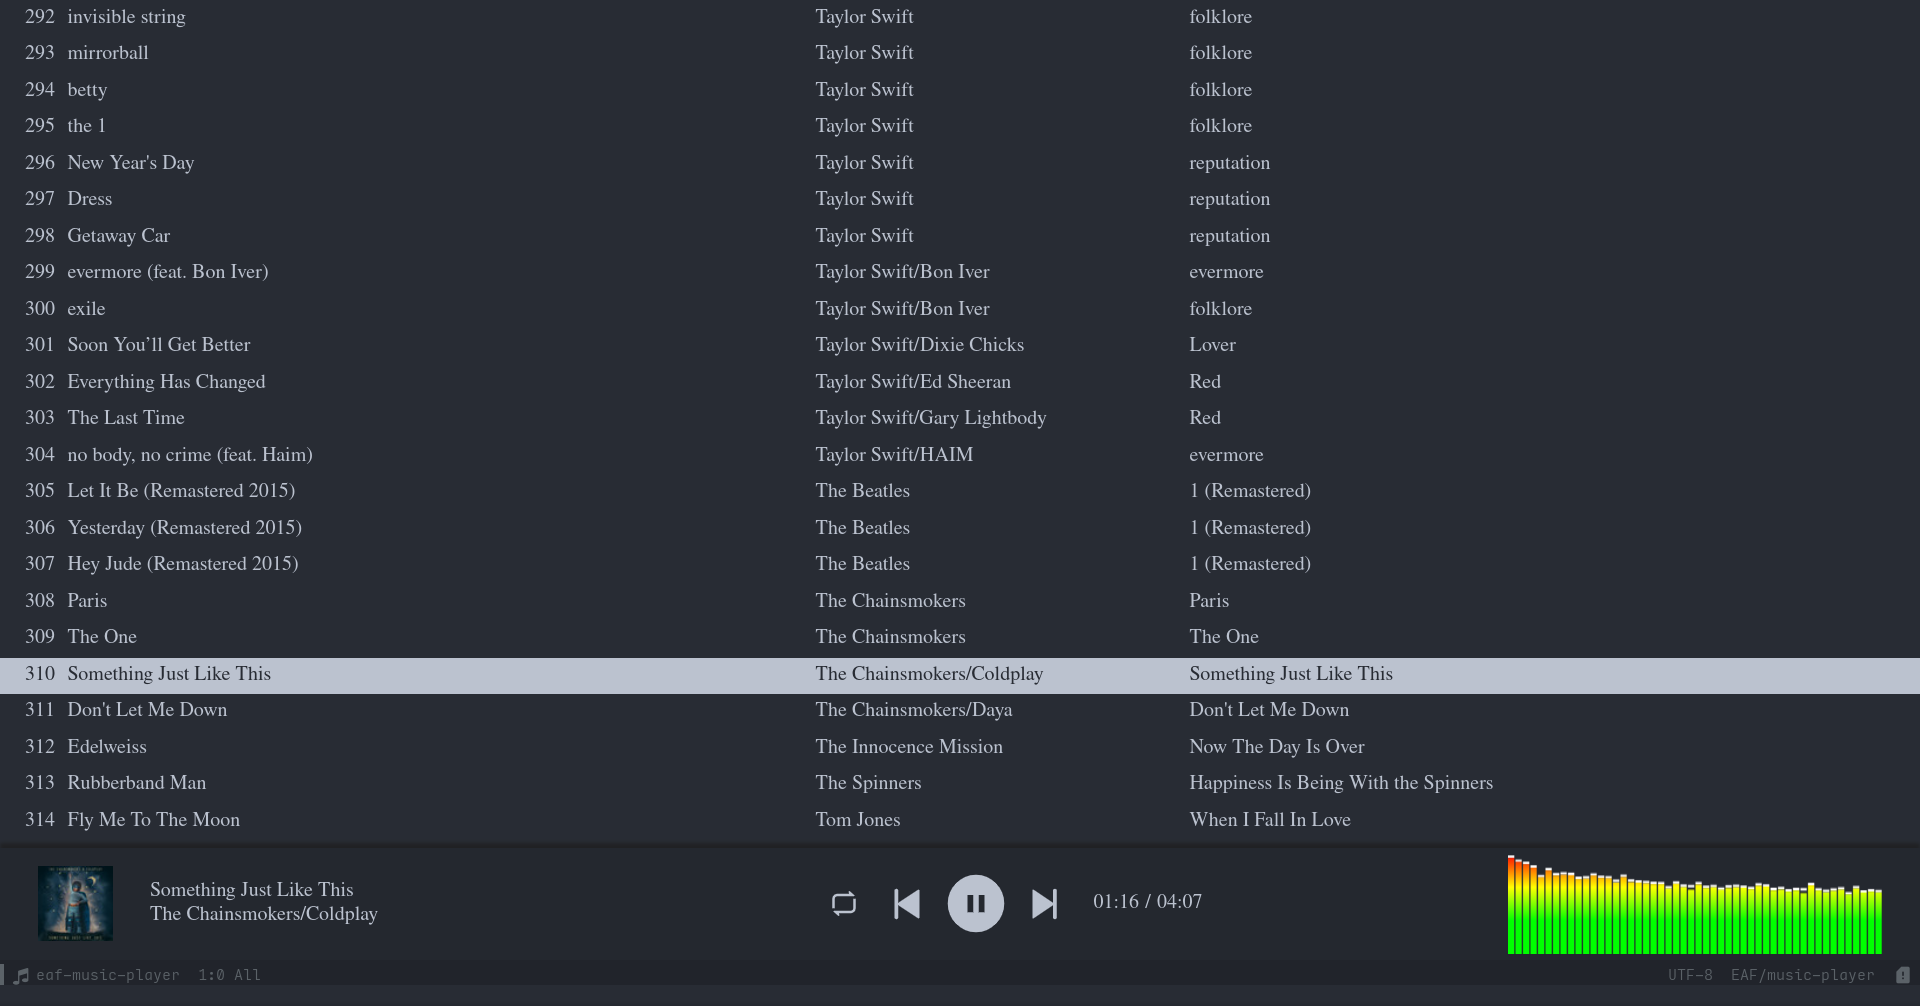 292 invisible string Taylor Swift folklore
293 mirrorball Taylor Swift folklore
294 betty Taylor Swift folklore
295 the 1 Taylor Swift folklore
296 New Year's Day Taylor Swift reputation
297 Dress Taylor Swift reputation
298 Getaway Car Taylor Swift reputation
299 evermore (feat. Bon Iver) Taylor Swift/Bon Iver evermore
300 exile Taylor Swift/Bon Iver folklore
301 Soon You’ll Get Better Taylor Swift/Dixie Chicks Lover
302 Everything Has Changed Taylor Swift/Ed Sheeran Red
303 The Last Time Taylor Swift/Gary Lightbody Red
304 no body, no crime (feat. Haim) Taylor Swift/HAIM evermore
305 Let It Be (Remastered 2015) The Beatles 1 (Remastered)
306 Yesterday (Remastered 2015) The Beatles 1 (Remastered)
307 Hey Jude (Remastered 2015) The Beatles 1 (Remastered)
308 Paris The Chainsmokers Paris
309 The One The Chainsmokers The One
310 Something Just Like This The Chainsmokers/Coldplay Something Just Like This
311 Don't Let Me Down The Chainsmokers/Daya Don't Let Me Down
312 Edelweiss The Innocence Mission Now The Day Is Over
313 Rubberband Man The Spinners Happiness Is Being With the Spinners
314 Fly Me To The Moon Tom Jones When I Fall In Love
Something Just Like This
The Chainsmokers/Coldplay
01:16 / 04:07
eaf-music-player 1:0 All UTF-8 EAF/music-player